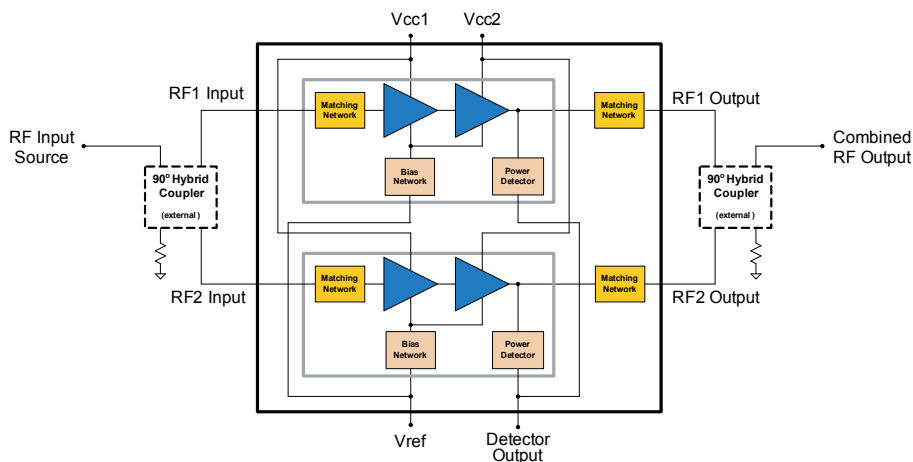 Vcc1
Vcc2
RF1 Input
Matching
Network
Matching
Network
RF1 Output
RF Input
Source
Combined
RF Output
Bias
Network
Power
Detector
90° Hybrid
Coupler
(external )
90° Hybrid
Coupler
(external )
RF2 Input
Matching
Network
Matching
Network
RF2 Output
Bias
Network
Power
Detector
Vref
Detector
Output